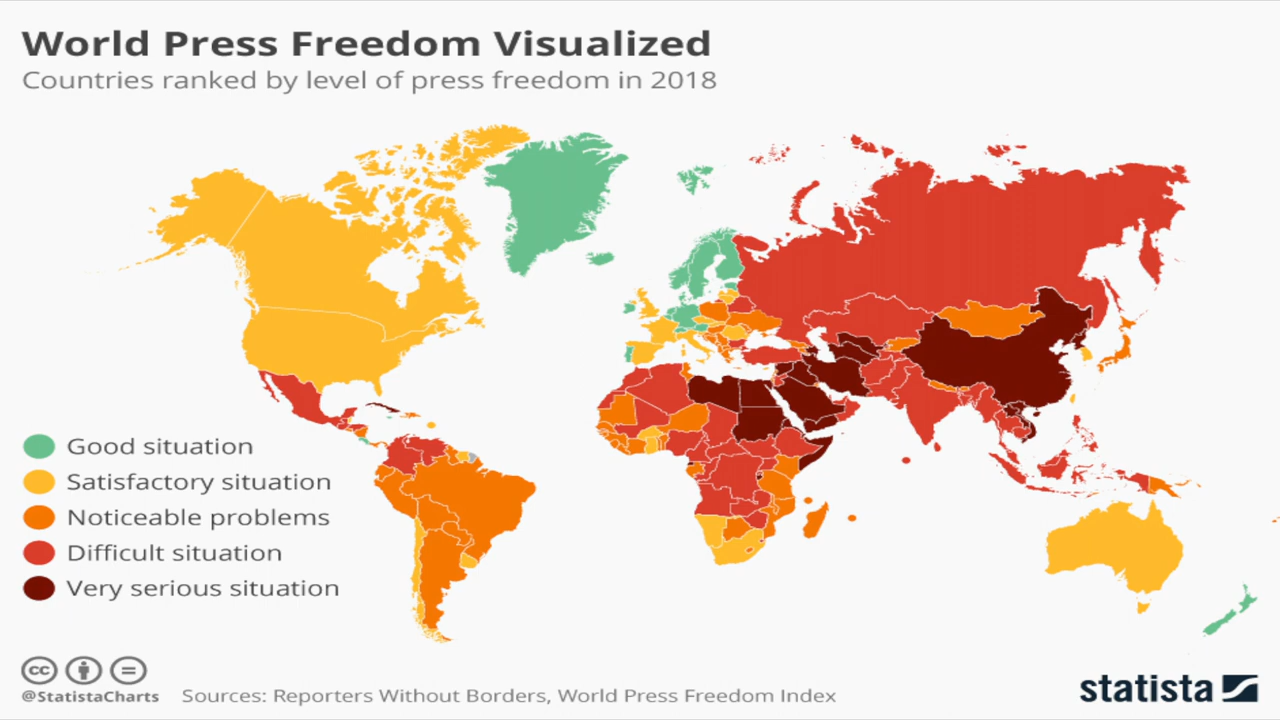 World Press Freedom Visualized
Countries ranked by level of press freedom in 2018
Good situation
Satisfactory situation
Noticeable problems
Difficult situation
Very serious situation
cc =
@StatistaCharts Sources: Reporters Without Borders, World Press Freedom Index
statista